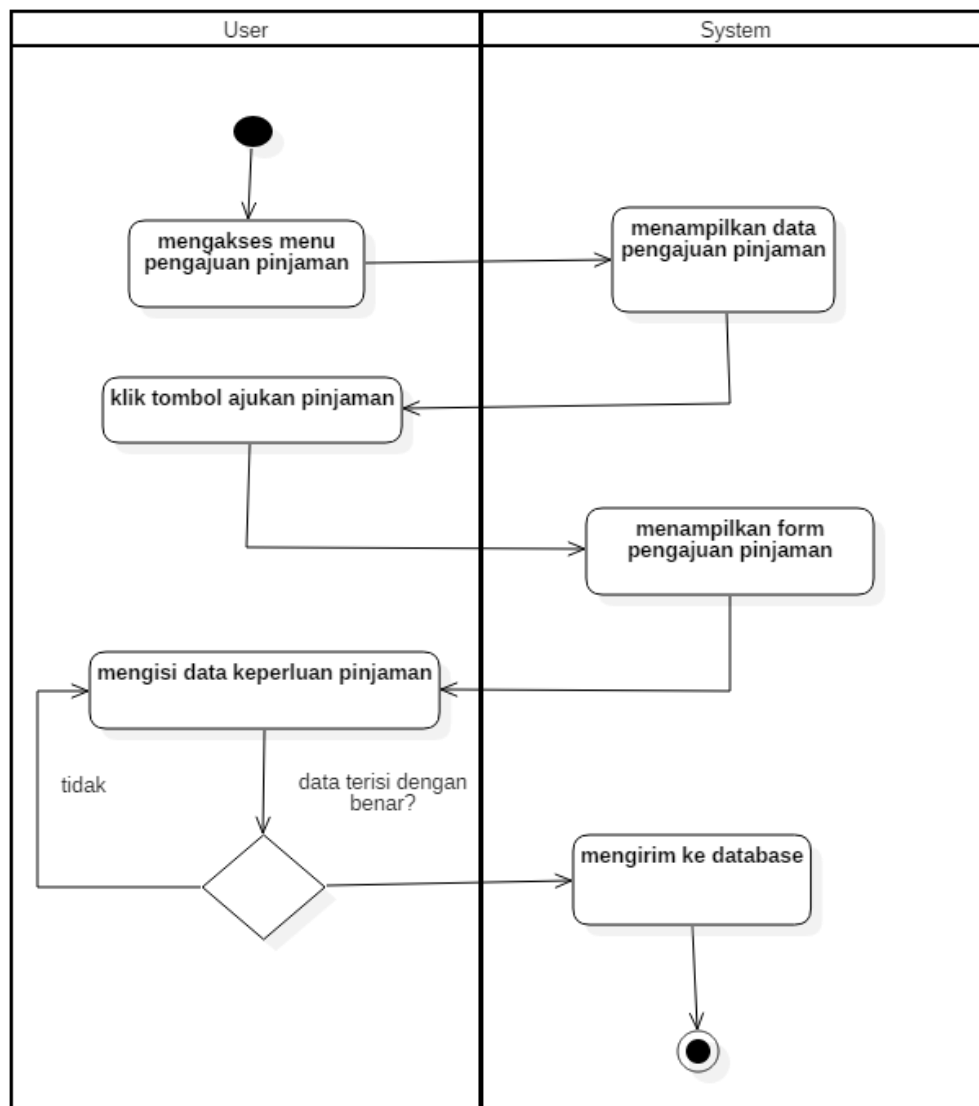 User
System
mengakses menu
pengajuan pinjaman
menampilkan data
pengajuan pinjaman
klik tombol ajukan pinjaman
menampilkan form
pengajuan pinjaman
mengisi data keperluan pinjaman
tidak
data terisi dengan
benar?
mengirim ke database